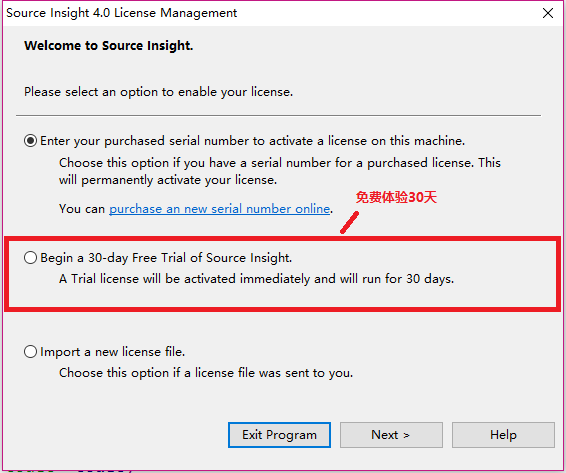 Source Insight 4.0 License Management
Welcome to Source Insight.
Please select an option to enable your license.
Enter your purchased serial number to activate a license on this machine.
Choose this option if you have a serial number for a purchased license. This
will permanently activate your license.
You can purchase an new serial number online.
免费体验30天
Begin a 30-day Free Trial of Source Insight.
A Trial license will be activated immediately and will run for 30 days.
Import a new license file.
Choose this option if a license file was sent to you.
Exit Program
Next >
Help